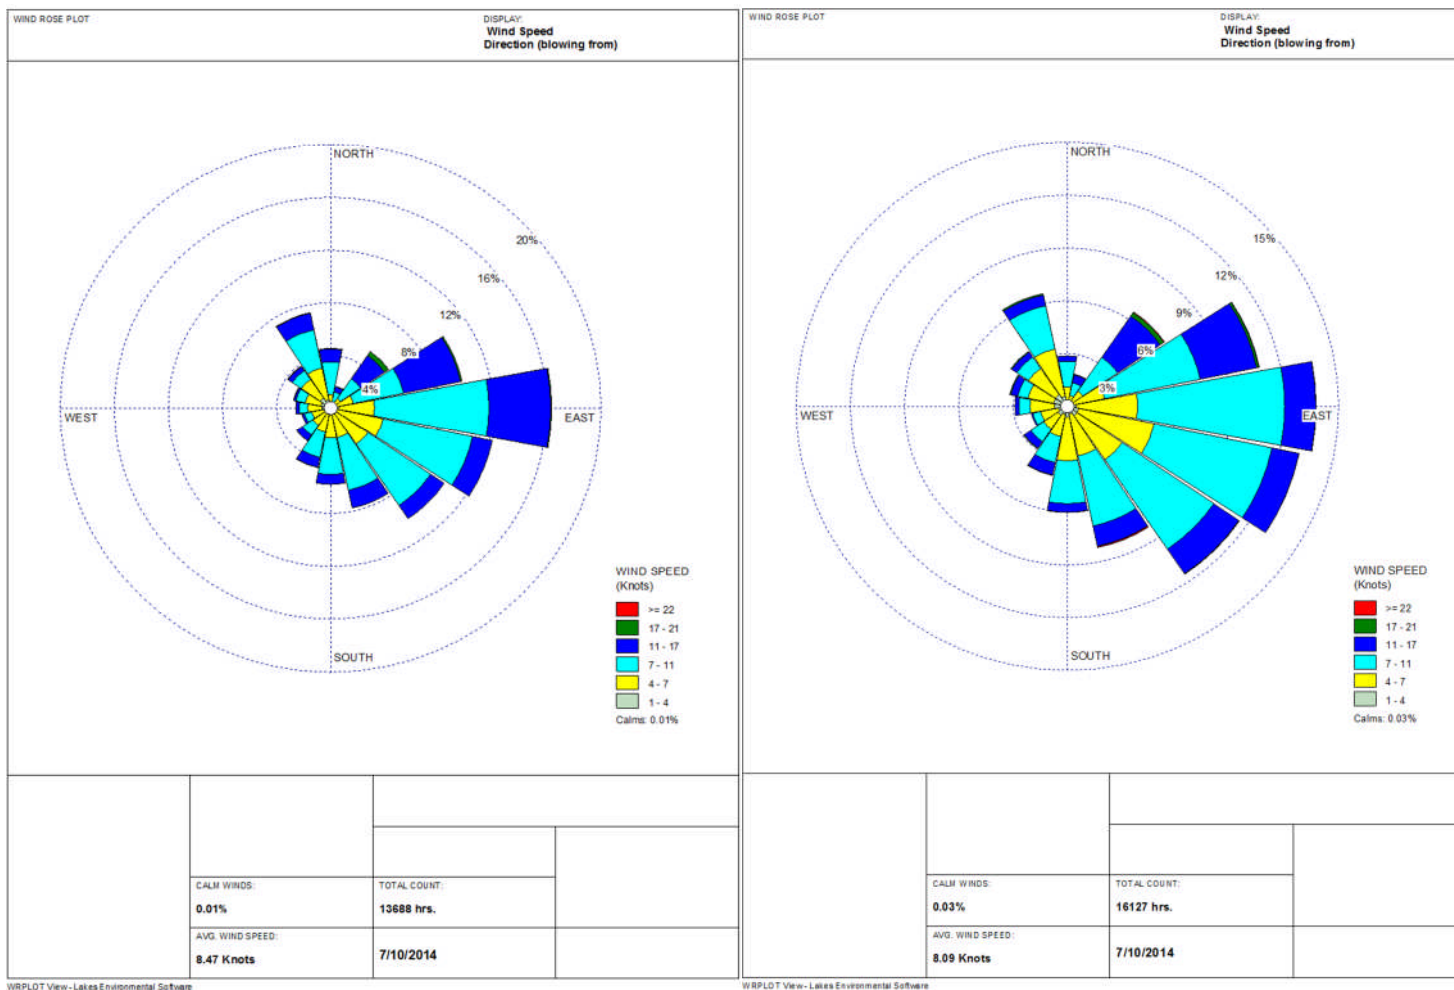 WIND ROSE PLOT
DISPLAY:
Wind Speed
Direction (blowing from)
NORTH
20%
16%
12%
8%
4%
WEST
EAST
SOUTH
WIND SPEED
(Knots)
>= 22
17 - 21
11 - 17
7 - 11
4 - 7
1 - 4
Calms: 0.01%
CALM WINDS:
TOTAL COUNT:
0.01%
13688 hrs.
AVG. WIND SPEED:
8.47 Knots
7/10/2014
WRPLOT View - Lakes Environmental Software
WIND ROSE PLOT
DISPLAY:
Wind Speed
Direction (blowing from)
NORTH
15%
12%
9%
6%
3%
WEST
EAST
SOUTH
WIND SPEED
(Knots)
>= 22
17 - 21
11 - 17
7 - 11
4 - 7
1 - 4
Calms: 0.03%
CALM WINDS:
TOTAL COUNT:
0.03%
16127 hrs.
AVG. WIND SPEED:
8.09 Knots
7/10/2014
WRPLOT View - Lakes Environmental Software